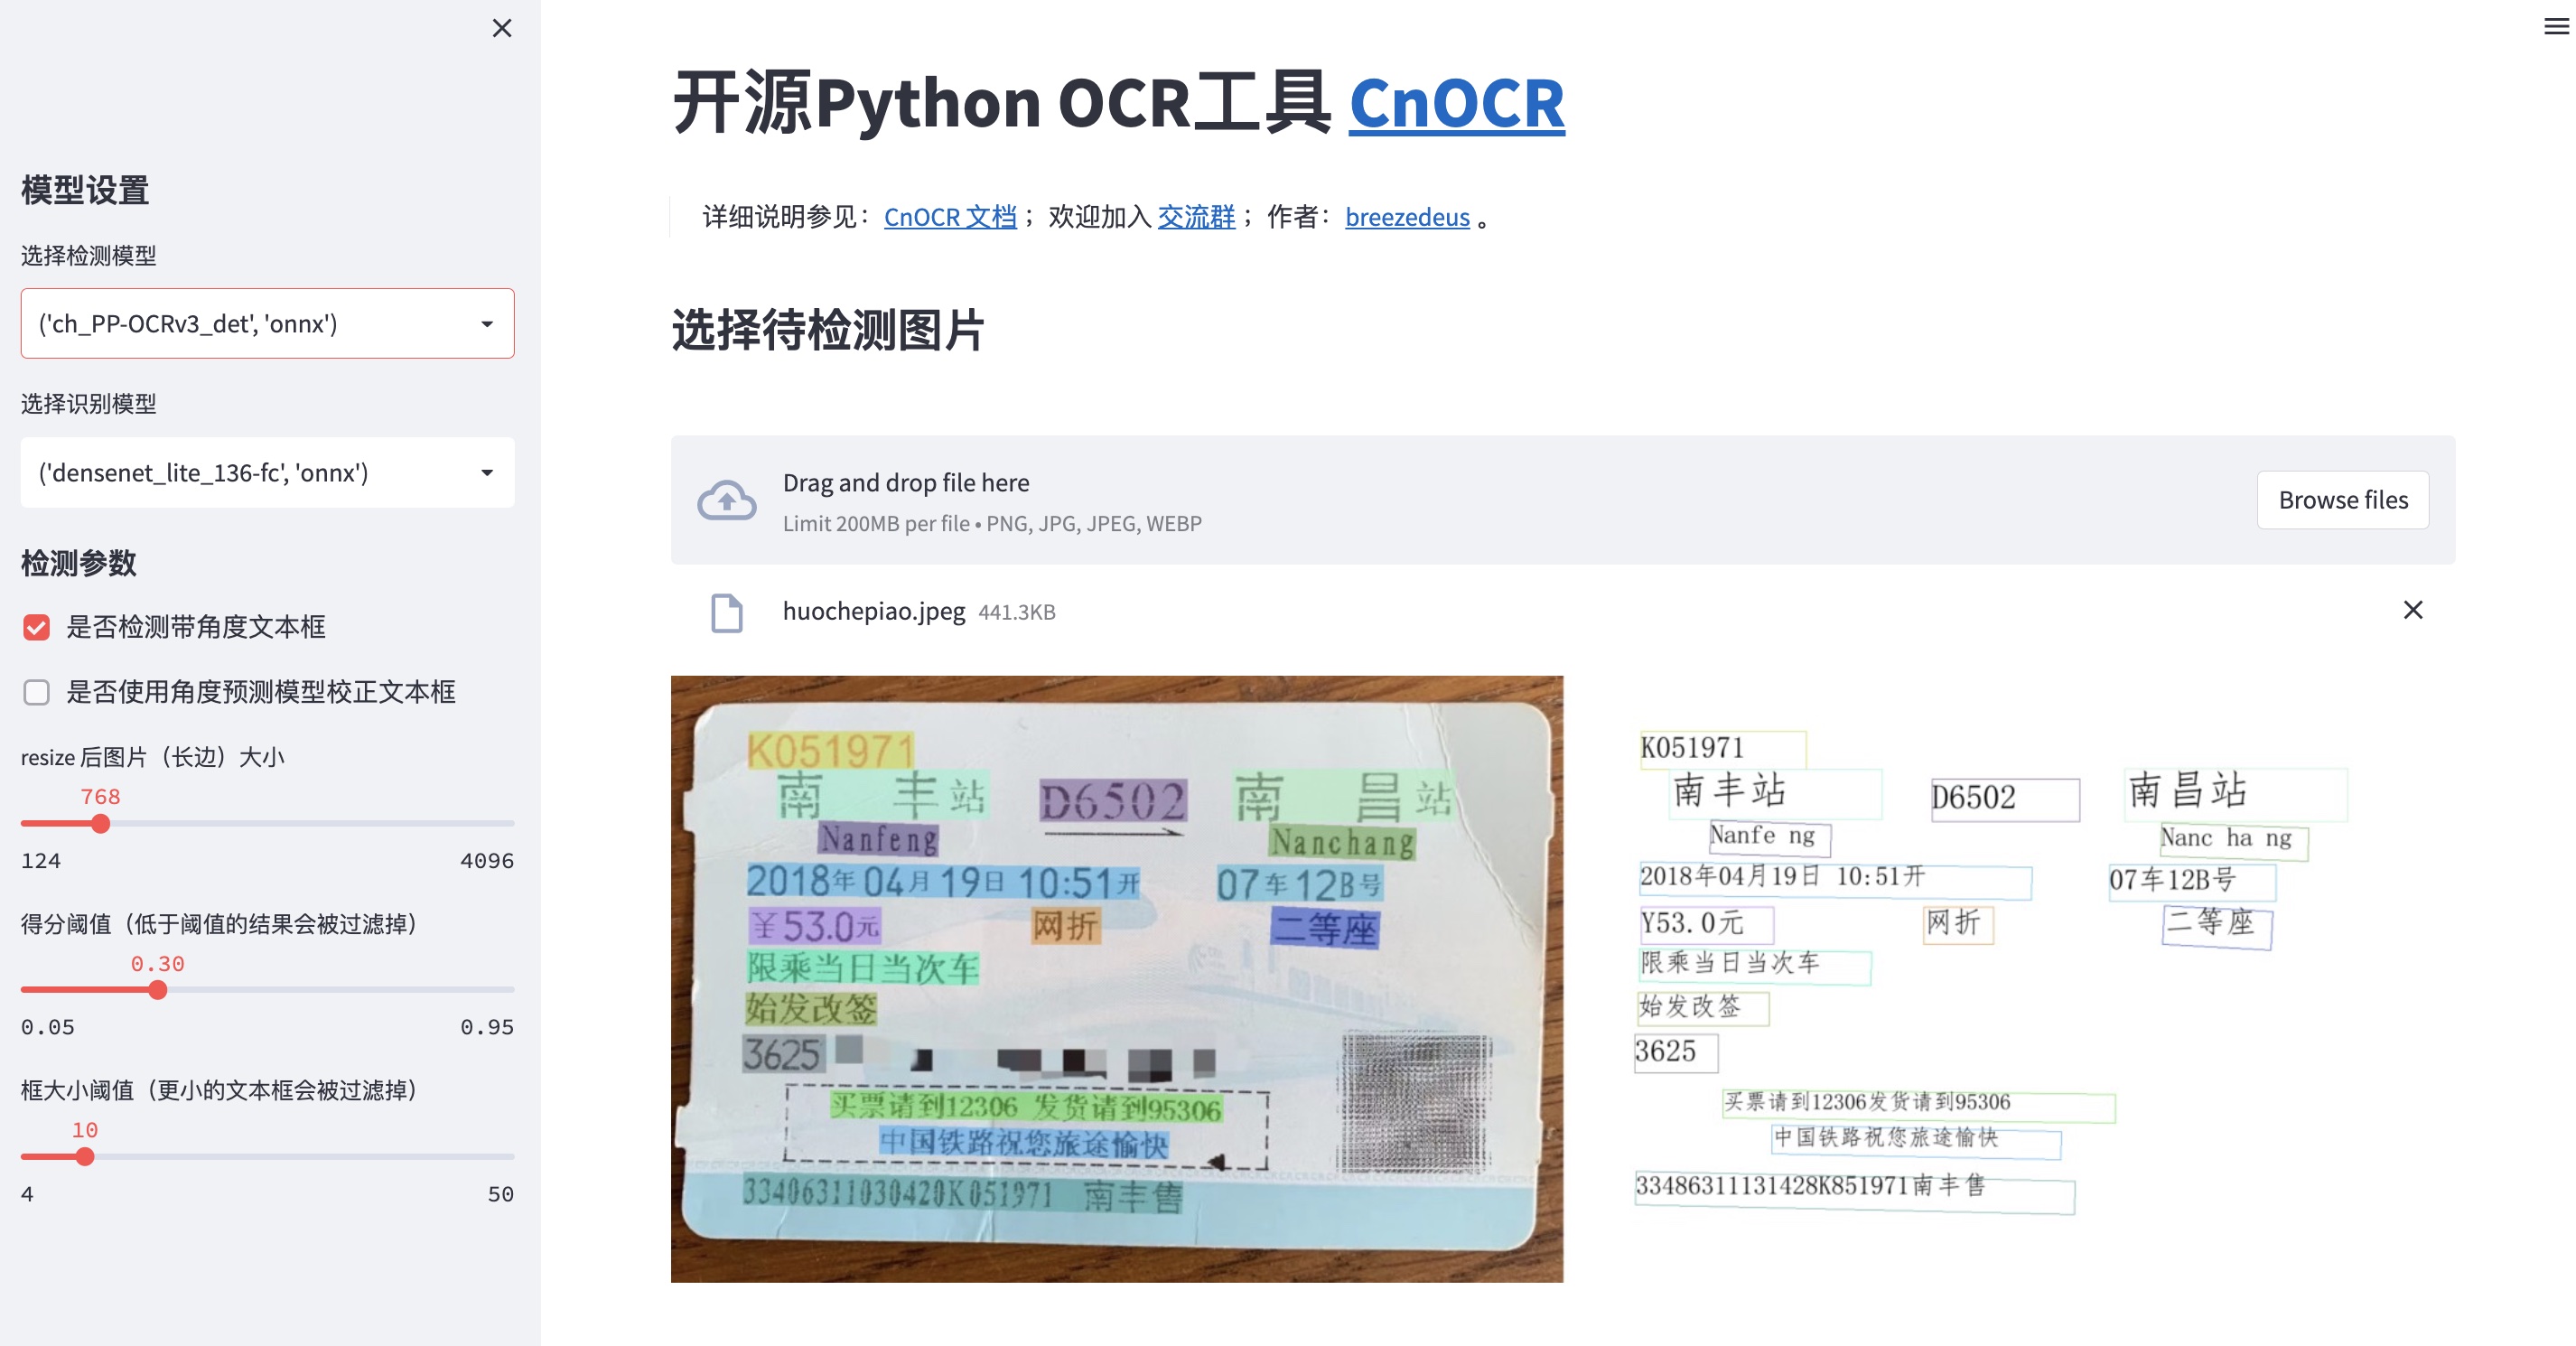 模型设置
选择检测模型
('ch_PP-OCRv3_det', 'onnx')
选择识别模型
('densenet_lite_136-fc', 'onnx')
检测参数
是否检测带角度文本框
是否使用角度预测模型校正文本框
resize 后图片（长边）大小
768
124 4096
得分阈值（低于阈值的结果会被过滤掉）
0.30
0.05 0.95
框大小阈值（更小的文本框会被过滤掉）
10
4 50
开源Python OCR工具 CnOCR
详细说明参见： CnOCR 文档 ； 欢迎加入 交流群 ； 作者： breezedeus 。
选择待检测图片
Drag and drop file here
Limit 200MB per file • PNG, JPG, JPEG, WEBP
Browse files
huochepiao.jpeg 441.3KB
K051971
南 丰站 D6502 南 昌站
Nanfeng Nanchang
2018年04月19日 10:51开 07车12B号
￥53.0元 网折 二等座
限乘当日当次车
始发改签
3625
买票请到12306 发货请到95306
中国铁路祝您旅途愉快
33406311030420K051971 南丰售
K051971
南丰站 D6502 南昌站
Nanfe ng Nanc ha ng
2018年04月19日 10:51开 07车12B号
Y53.0元 网折 二等座
限乘当日当次车
始发改签
3625
买票请到12306发货请到95306
中国铁路祝您旅途愉快
33486311131428K851971南丰售